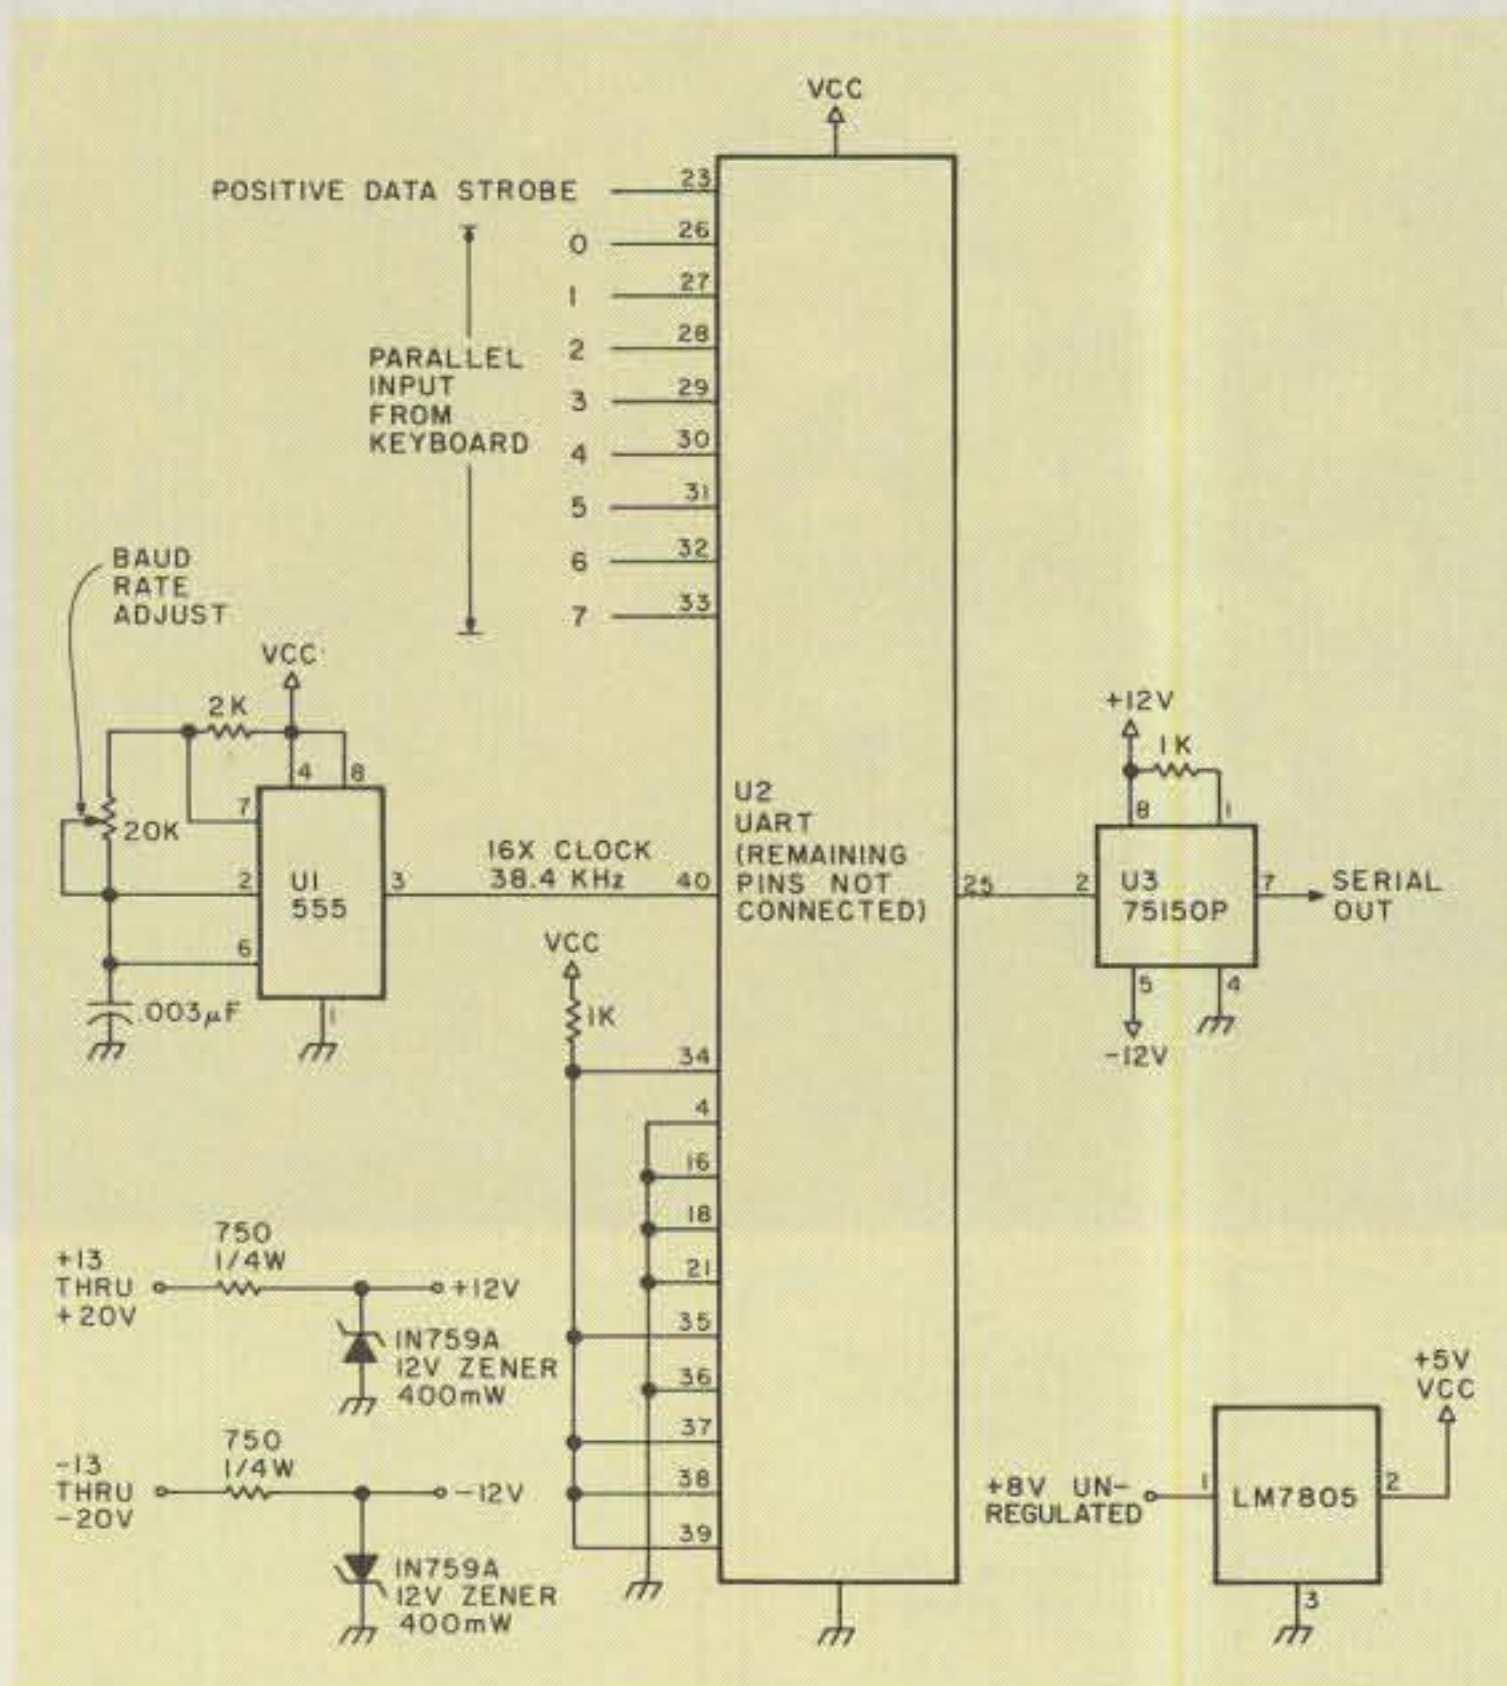 VCC
POSITIVE DATA STROBE
23
0
26
1
27
2
28
3
29
4
30
5
31
6
32
7
33
PARALLEL
INPUT
FROM
KEYBOARD
BAUD
RATE
ADJUST
VCC
2K
4
8
7
20K
2
U1
555
3
6
1
.003µF
16X CLOCK
38.4 KHz
40
U2
UART
(REMAINING
PINS NOT
CONNECTED)
25
+12V
1K
8
1
2
U3
75150P
7
SERIAL
OUT
5
4
-12V
VCC
1K
34
4
16
18
21
35
36
37
38
39
+13
THRU
+20V
750
1/4W
+12V
IN759A
12V ZENER
400mW
-13
THRU
-20V
750
1/4W
-12V
IN759A
12V ZENER
400mW
+8V UN-
REGULATED
1
LM7805
2
3
+5V
VCC